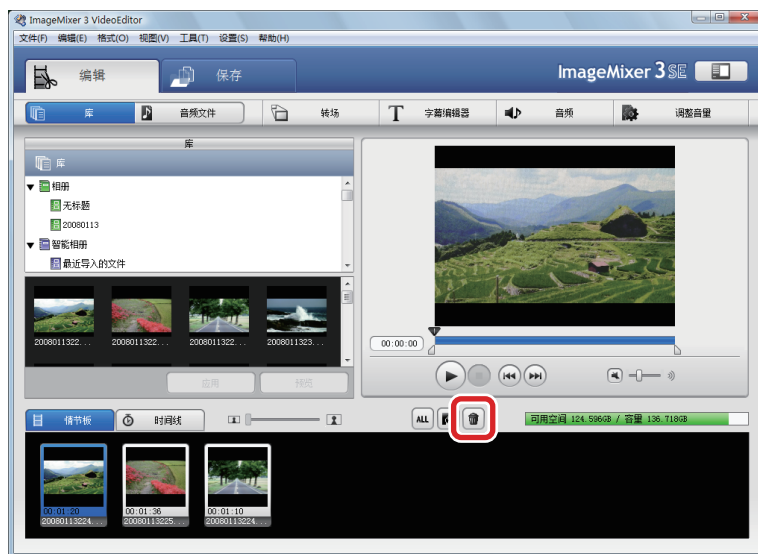 ImageMixer 3 VideoEditor
文件(F) 编辑(E) 格式(O) 视图(V) 工具(T) 设置(S) 帮助(H)
编辑 保存 ImageMixer 3 SE
库 音频文件 转场 T 字幕编辑器 音频 调整音量
库
库
相册
无标题
20080113
智能相册
最近导入的文件
2008011322... 2008011322... 2008011322... 2008011323...
00:00:00
应用 预览
情节板 时间线 ALL 可用空间 124.596GB / 容量 136.718GB
00:01:20 00:01:36 00:01:10
20080113224... 20080113225... 20080113224...